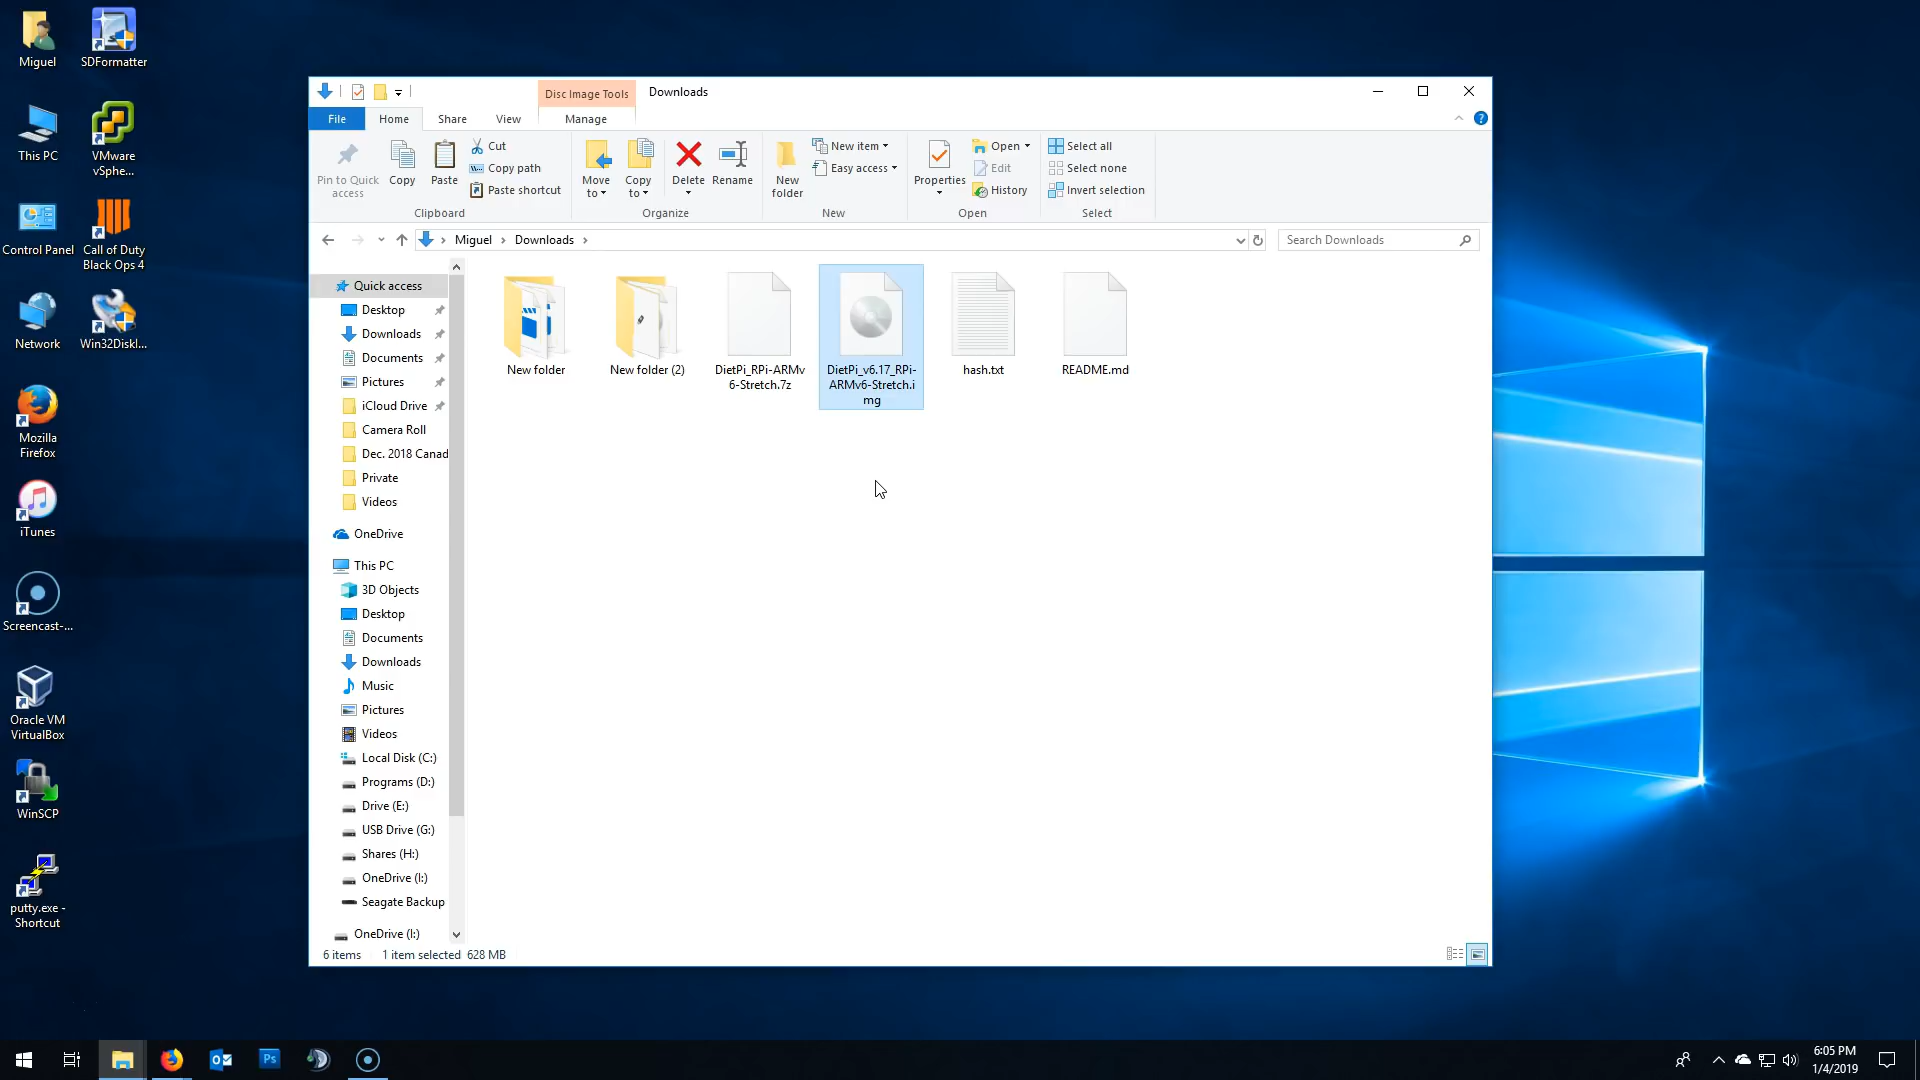 Miguel
SDFormatter
This PC
VMware
vSphe...
Control Panel
Call of Duty
Black Ops 4
Network
Win32DiskI...
Mozilla
Firefox
iTunes
Screencast-...
Oracle VM
VirtualBox
WinSCP
putty.exe -
Shortcut
Disc Image Tools
Downloads
File
Home
Share
View
Manage
Pin to Quick
access
Copy
Paste
Cut
Copy path
Paste shortcut
Clipboard
Move
to
Copy
to
Delete
Rename
Organize
New
folder
New item
Easy access
New
Properties
Open
Edit
History
Open
Select all
Select none
Invert selection
Select
Miguel
Downloads
Search Downloads
Quick access
Desktop
Downloads
Documents
Pictures
iCloud Drive
Camera Roll
Dec. 2018 Canad
Private
Videos
OneDrive
This PC
3D Objects
Desktop
Documents
Downloads
Music
Pictures
Videos
Local Disk (C:)
Programs (D:)
Drive (E:)
USB Drive (G:)
Shares (H:)
OneDrive (I:)
Seagate Backup
OneDrive (I:)
New folder
New folder (2)
DietPi_RPi-ARMv
6-Stretch.7z
DietPi_v6.17_RPi-
ARMv6-Stretch.i
mg
hash.txt
README.md
6 items
1 item selected 628 MB
Ps
6:05 PM
1/4/2019